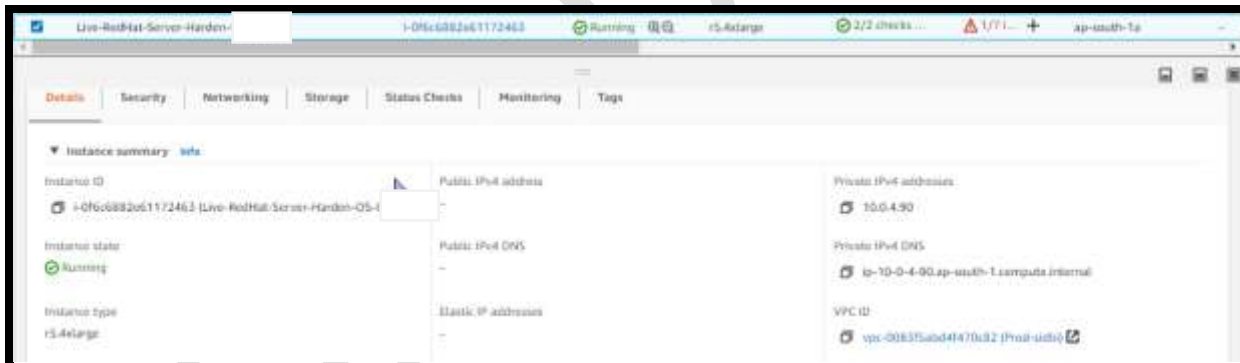 Live-RedHat-Server-Harden- i-0f6c6882e61172463 Running r5.4xlarge 2/2 checks ... 1/7 i... + ap-south-1a
Details Security Networking Storage Status Checks Monitoring Tags
▼ Instance summary Info
Instance ID Public IPv4 address Private IPv4 addresses
i-0f6c6882e61172463 (Live-RedHat-Server-Harden-OS- – 10.0.4.90
Instance state Public IPv4 DNS Private IPv4 DNS
Running – ip-10-0-4-90.ap-south-1.compute.internal
Instance type Elastic IP addresses VPC ID
r5.4xlarge –